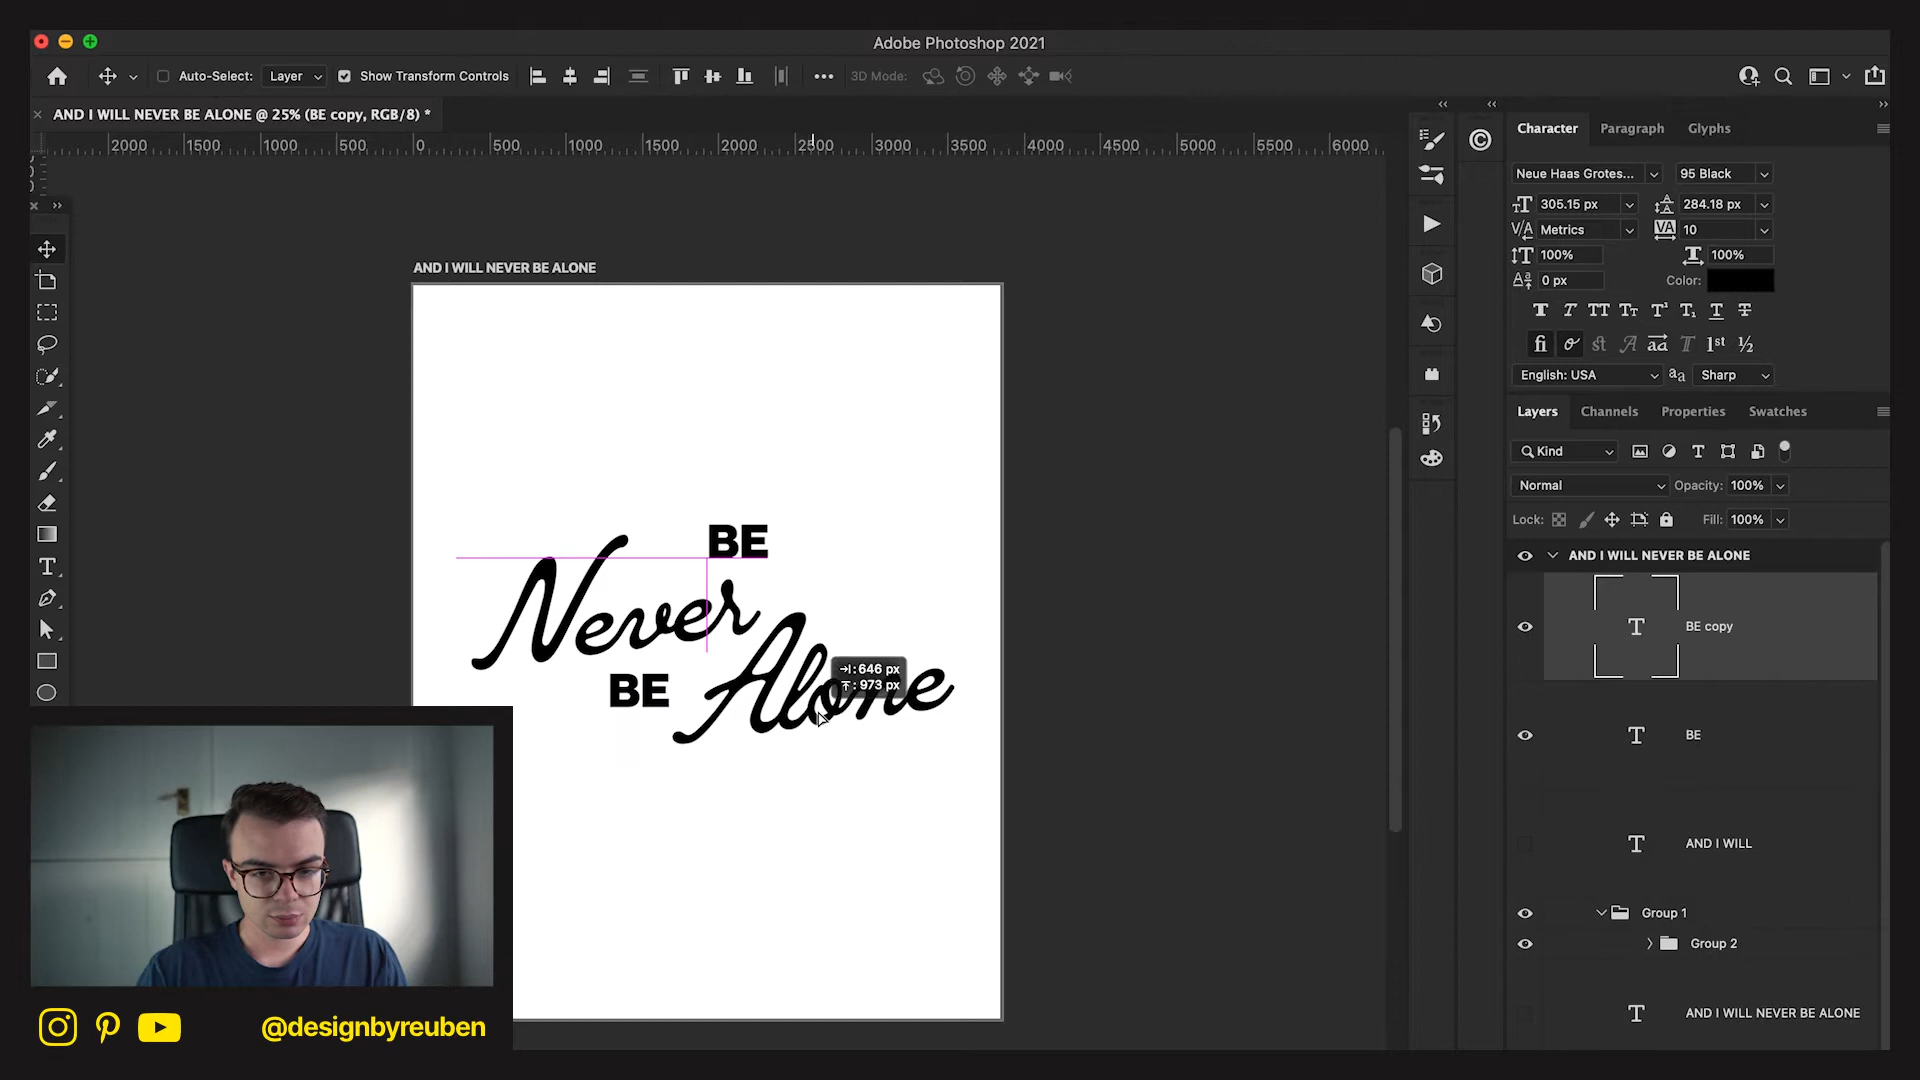 Adobe Photoshop 2021
Auto-Select: Layer Show Transform Controls 3D Mode:
AND I WILL NEVER BE ALONE @ 25% (BE copy, RGB/8) *
2000 1500 1000 500 0 500 1000 1500 2000 2500 3000 3500 4000 4500 5000 5500 6000
Character Paragraph Glyphs
Neue Haas Grotes... 95 Black
305.15 px 284.18 px
Metrics 10
100% 100%
0 px Color:
English: USA Sharp
Layers Channels Properties Swatches
Kind
Normal Opacity: 100%
Lock: Fill: 100%
AND I WILL NEVER BE ALONE
BE copy
BE
AND I WILL
Group 1
Group 2
AND I WILL NEVER BE ALONE
AND I WILL NEVER BE ALONE
BE
Never
BE Alone
646 px
973 px
@designbyreuben